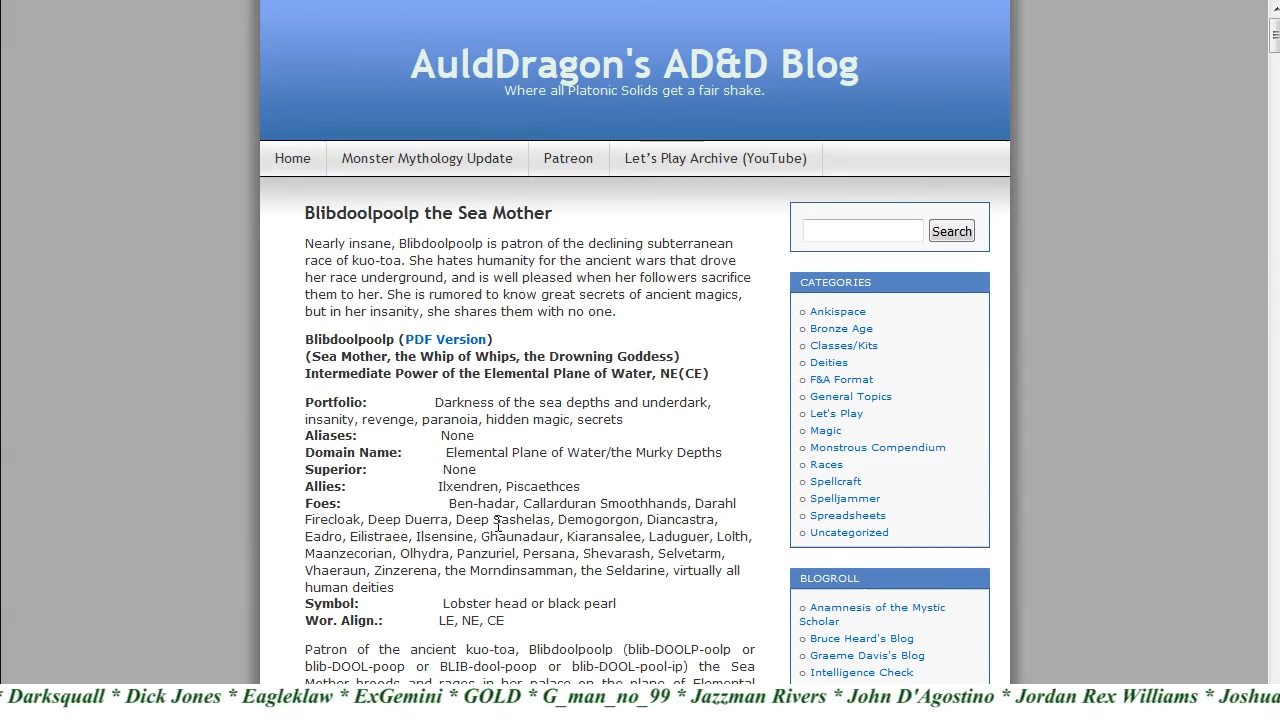 AuldDragon's AD&D Blog
Where all Platonic Solids get a fair shake.
Home
Monster Mythology Update
Patreon
Let's Play Archive (YouTube)
Blibdoolpoolp the Sea Mother
Nearly insane, Blibdoolpoolp is patron of the declining subterranean
race of kuo-toa. She hates humanity for the ancient wars that drove
her race underground, and is well pleased when her followers sacrifice
them to her. She is rumored to know great secrets of ancient magics,
but in her insanity, she shares them with no one.
Blibdoolpoolp (PDF Version)
(Sea Mother, the Whip of Whips, the Drowning Goddess)
Intermediate Power of the Elemental Plane of Water, NE(CE)
Portfolio: Darkness of the sea depths and underdark,
insanity, revenge, paranoia, hidden magic, secrets
Aliases: None
Domain Name: Elemental Plane of Water/the Murky Depths
Superior: None
Allies: Ilxendren, Piscaethces
Foes: Ben-hadar, Callarduran Smoothhands, Darahl
Firecloak, Deep Duerra, Deep Sashelas, Demogorgon, Diancastra,
Eadro, Eilistraee, Ilsensine, Ghaunadaur, Kiaransalee, Laduguer, Lolth,
Maanzecorian, Olhydra, Panzuriel, Persana, Shevarash, Selvetarm,
Vhaeraun, Zinzerena, the Morndinsamman, the Seldarine, virtually all
human deities
Symbol: Lobster head or black pearl
Wor. Align.: LE, NE, CE
Patron of the ancient kuo-toa, Blibdoolpoolp (blib-DOOLP-oolp or
blib-DOOL-poop or BLIB-dool-poop or blib-DOOL-pool-ip) the Sea
Mother broods and rages in her palace on the plane of Elemental
Search
CATEGORIES
Ankispace
Bronze Age
Classes/Kits
Deities
F&A Format
General Topics
Let's Play
Magic
Monstrous Compendium
Races
Spellcraft
Spelljammer
Spreadsheets
Uncategorized
BLOGROLL
Anamnesis of the Mystic
Scholar
Bruce Heard's Blog
Graeme Davis's Blog
Intelligence Check
* Darksquall * Dick Jones * Eagleklaw * ExGemini * GOLD * G_man_no_99 * Jazzman Rivers * John D'Agostino * Jordan Rex Williams * Joshua